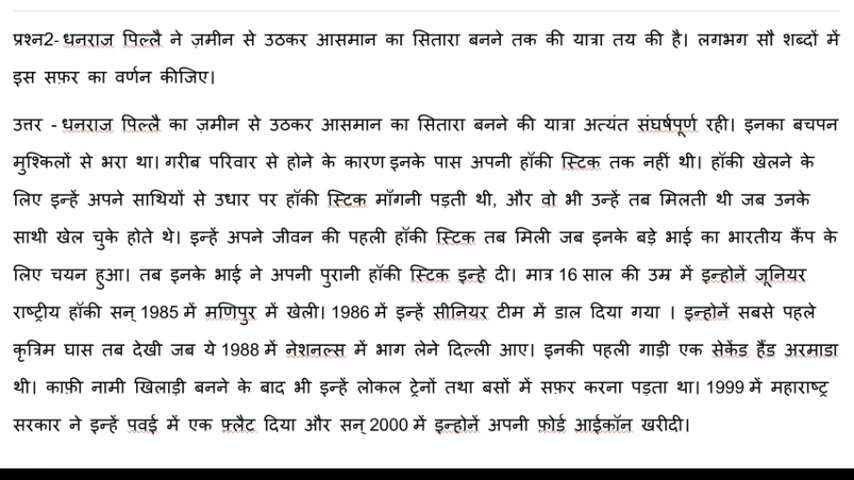 प्रश्न2- धनराज पिल्लै ने ज़मीन से उठकर आसमान का सितारा बनने तक की यात्रा तय की है। लगभग सौ शब्दों में
इस सफ़र का वर्णन कीजिए।
उत्तर - धनराज पिल्लै का ज़मीन से उठकर आसमान का सितारा बनने की यात्रा अत्यंत संघर्षपूर्ण रही। इनका बचपन
मुश्किलों से भरा था। गरीब परिवार से होने के कारण इनके पास अपनी हॉकी स्टिक तक नहीं थी। हॉकी खेलने के
लिए इन्हें अपने साथियों से उधार पर हॉकी स्टिक माँगनी पड़ती थी, और वो भी उन्हें तब मिलती थी जब उनके
साथी खेल चुके होते थे। इन्हें अपने जीवन की पहली हॉकी स्टिक तब मिली जब इनके बड़े भाई का भारतीय कैंप के
लिए चयन हुआ। तब इनके भाई ने अपनी पुरानी हॉकी स्टिक इन्हे दी। मात्र 16 साल की उम्र में इन्होनें जूनियर
राष्ट्रीय हॉकी सन् 1985 में मणिपुर में खेली। 1986 में इन्हें सीनियर टीम में डाल दिया गया । इन्होनें सबसे पहले
कृत्रिम घास तब देखी जब ये 1988 में नेशनल्स में भाग लेने दिल्ली आए। इनकी पहली गाड़ी एक सेकेंड हैंड अरमाडा
थी। काफ़ी नामी खिलाड़ी बनने के बाद भी इन्हें लोकल ट्रेनों तथा बसों में सफ़र करना पड़ता था। 1999 में महाराष्ट्र
सरकार ने इन्हें पवई में एक फ़्लैट दिया और सन् 2000 में इन्होनें अपनी फ़ोर्ड आईकॉन खरीदी।